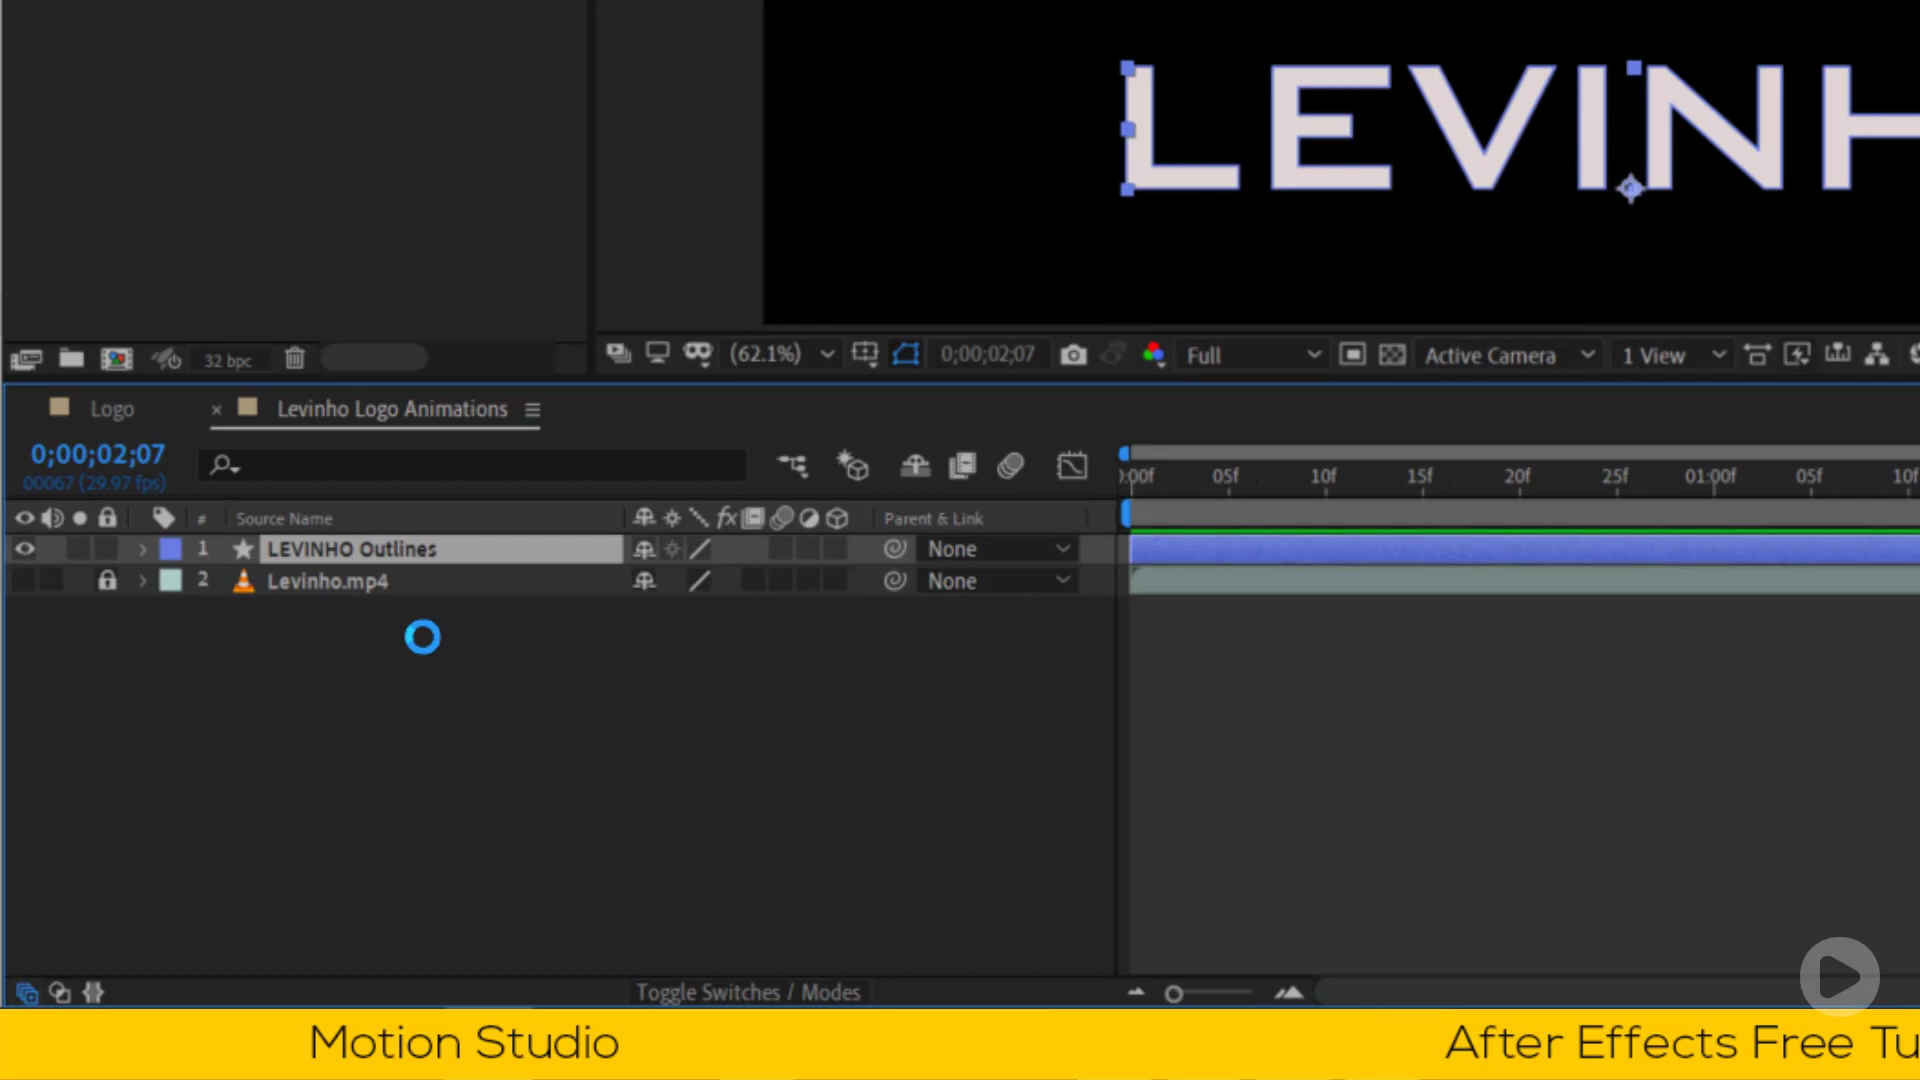 LEVINH
32 bpc
(62.1%)
0;00;02;07
Full
Active Camera
1 View
Logo
× Levinho Logo Animations
0;00;02;07
00067 (29.97 fps)
):00f 05f 10f 15f 20f 25f 01:00f 05f 10f
# Source Name
fx
Parent & Link
1 LEVINHO Outlines
None
2 Levinho.mp4
None
Toggle Switches / Modes
Motion Studio
After Effects Free Tu